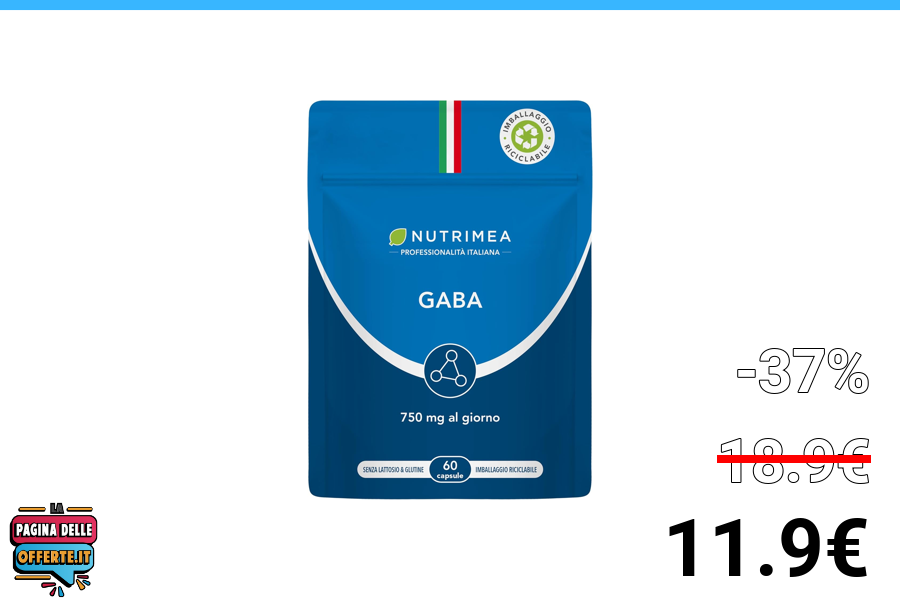 IMBALLAGGIO
RICICLABILE
NUTRIMEA
PROFESSIONALITÀ ITALIANA
GABA
750 mg al giorno
SENZA LATTOSIO & GLUTINE
60
capsule
IMBALLAGGIO RICICLABILE
-37%
18.9€
11.9€
LA
PAGINA DELLE
OFFERTE.IT